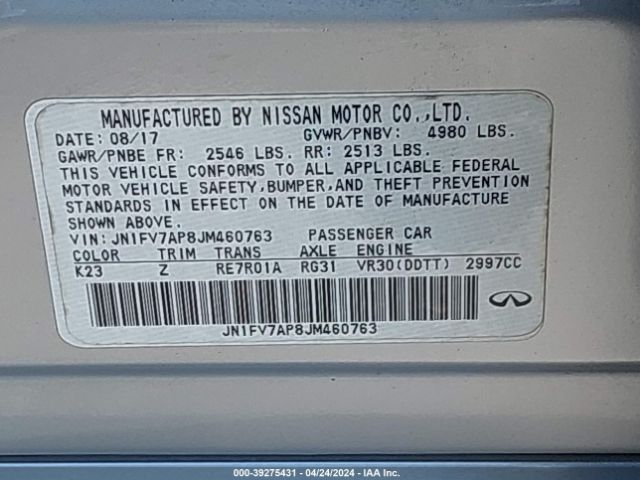 MANUFACTURED BY NISSAN MOTOR CO.,LTD.
DATE: 08/17 GVWR/PNBV: 4980 LBS.
GAWR/PNBE FR: 2546 LBS. RR: 2513 LBS.
THIS VEHICLE CONFORMS TO ALL APPLICABLE FEDERAL
MOTOR VEHICLE SAFETY,BUMPER,AND THEFT PREVENTION
STANDARDS IN EFFECT ON THE DATE OF MANUFACTURE
SHOWN ABOVE.
VIN: JN1FV7AP8JM460763 PASSENGER CAR
COLOR TRIM TRANS AXLE ENGINE
K23 Z RE7R01A RG31 VR30(DDTT) 2997CC
JN1FV7AP8JM460763
000-39275431 - 04/24/2024 - IAA Inc.